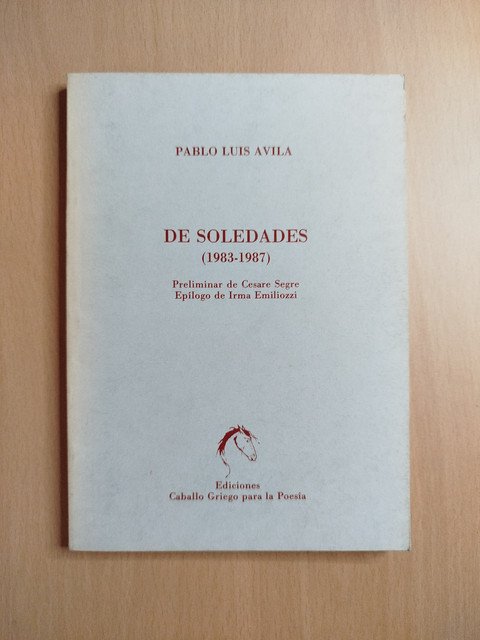 PABLO LUIS AVILA
DE SOLEDADES
(1983-1987)
Preliminar de Cesare Segre
Epílogo de Irma Emiliozzi
Ediciones
Caballo Griego para la Poesía